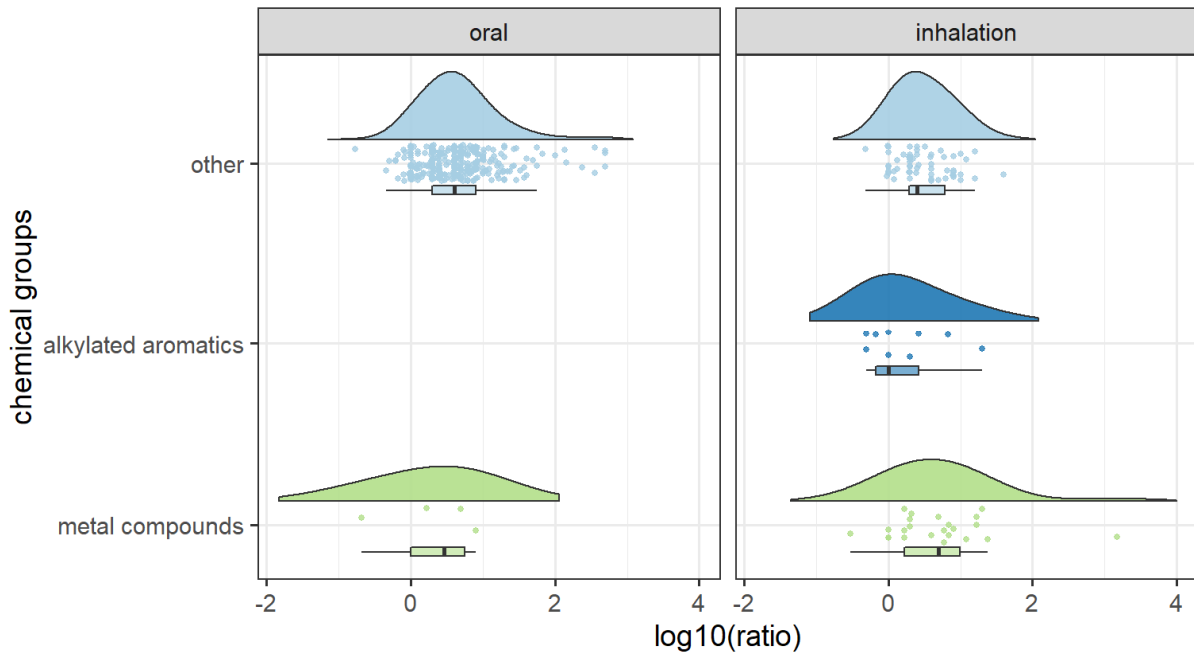 oral
inhalation
chemical groups
other
alkylated aromatics
metal compounds
-2 0 2 4
-2 0 2 4
log10(ratio)